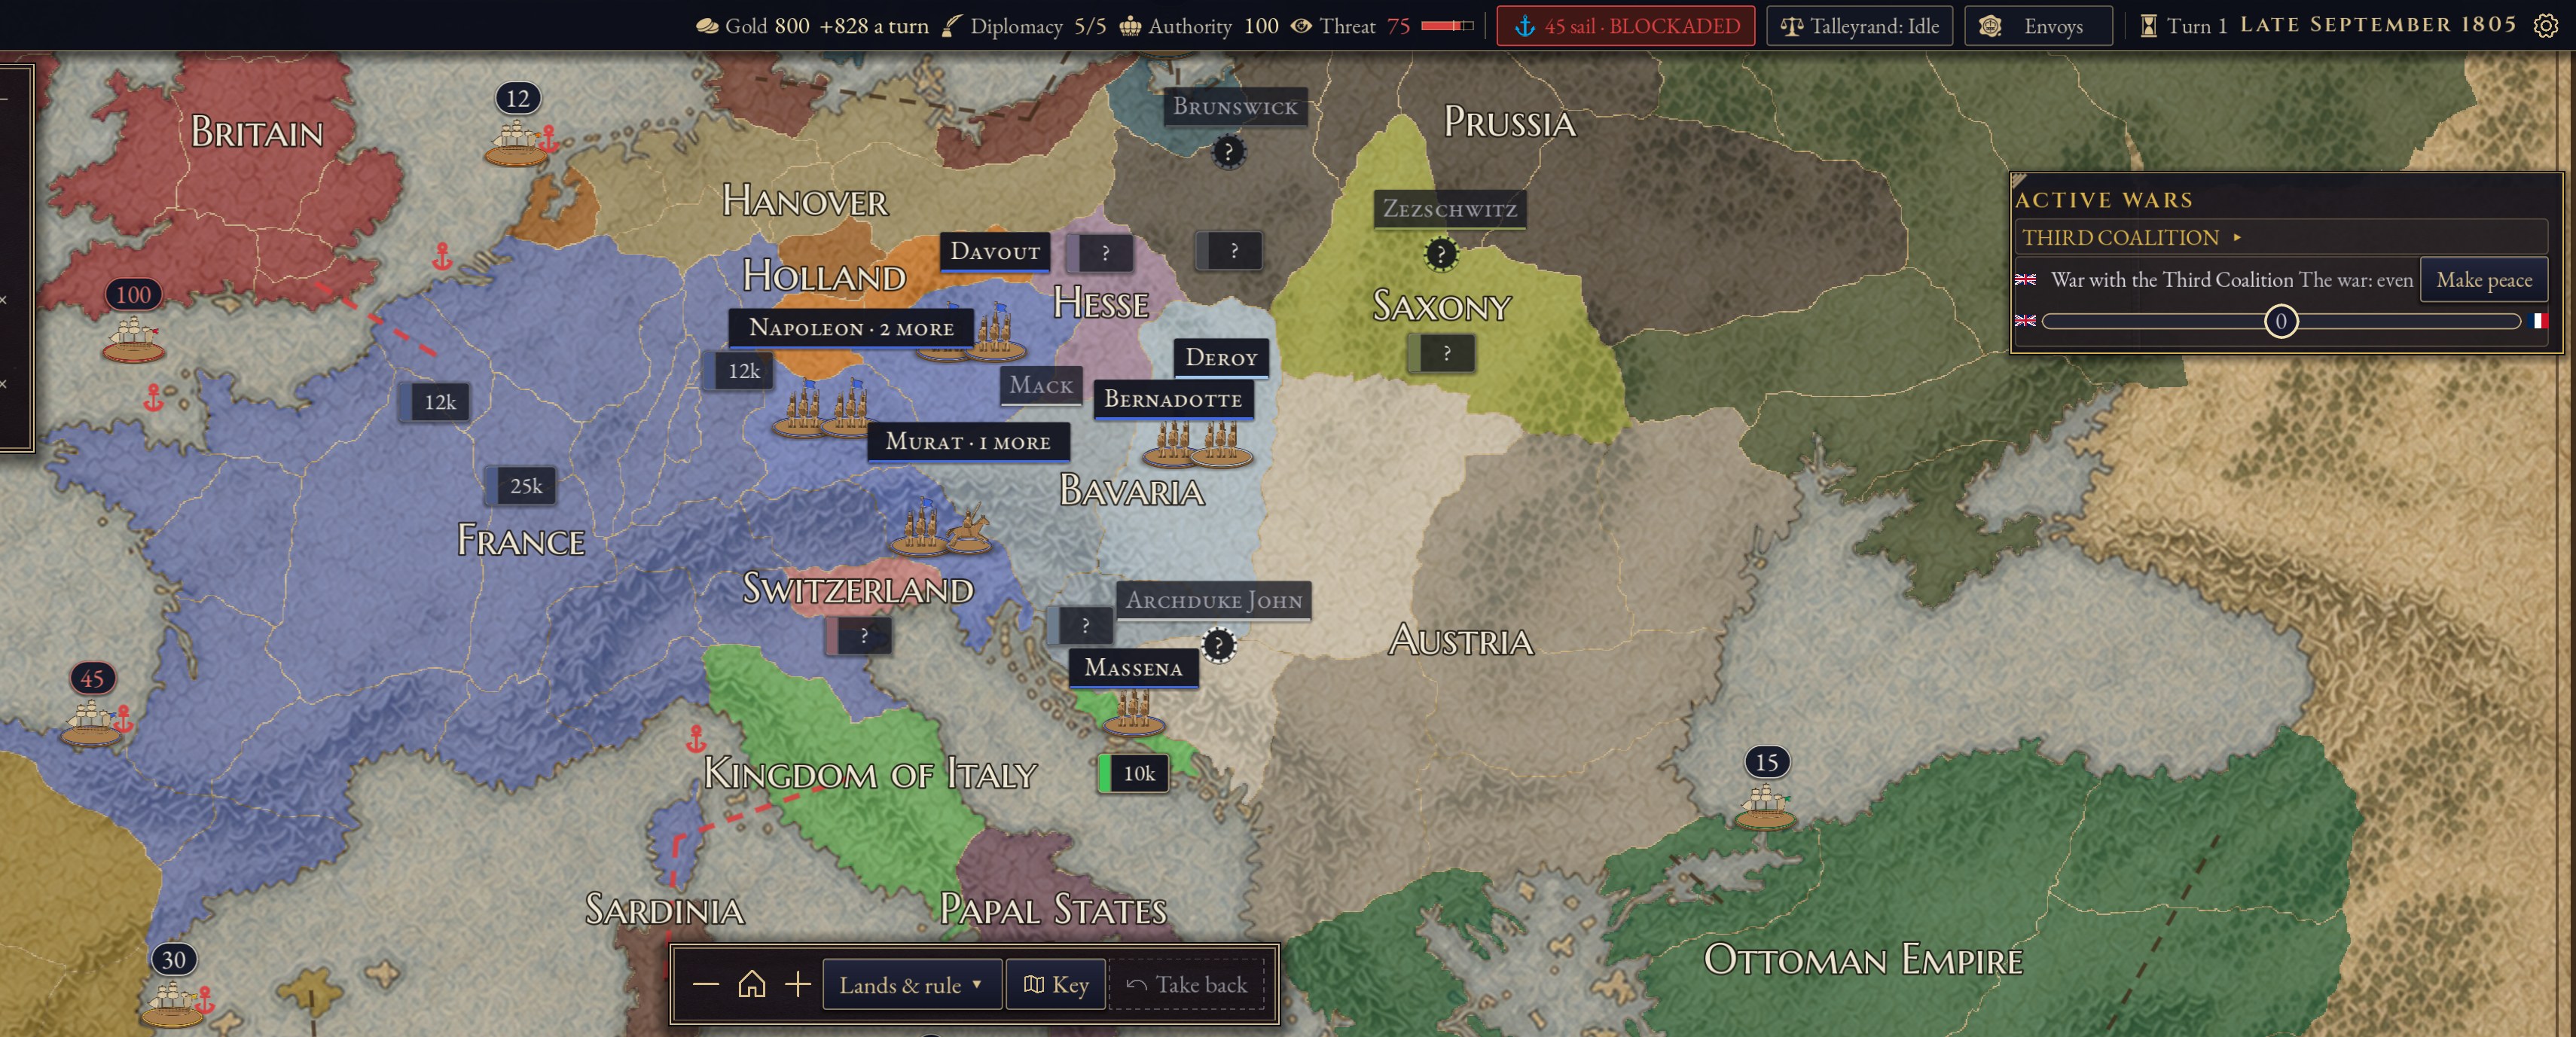 Gold 800 +828 a turn Diplomacy 5/5 Authority 100 Threat 75 45 sail · BLOCKADED Talleyrand: Idle Envoys Turn 1 LATE SEPTEMBER 1805
BRITAIN
12
BRUNSWICK
?
PRUSSIA
HANOVER
ZEZSCHWITZ
?
ACTIVE WARS
THIRD COALITION
War with the Third Coalition The war: even Make peace
0
DAVOUT
?
?
HOLLAND
HESSE
100
SAXONY
NAPOLEON · 2 MORE
DEROY
?
12k
MACK
BERNADOTTE
12k
MURAT · 1 MORE
25k
BAVARIA
FRANCE
SWITZERLAND
ARCHDUKE JOHN
?
?
?
AUSTRIA
MASSENA
45
KINGDOM OF ITALY
10k
15
SARDINIA
PAPAL STATES
30
OTTOMAN EMPIRE
Lands & rule ▼ Key Take back